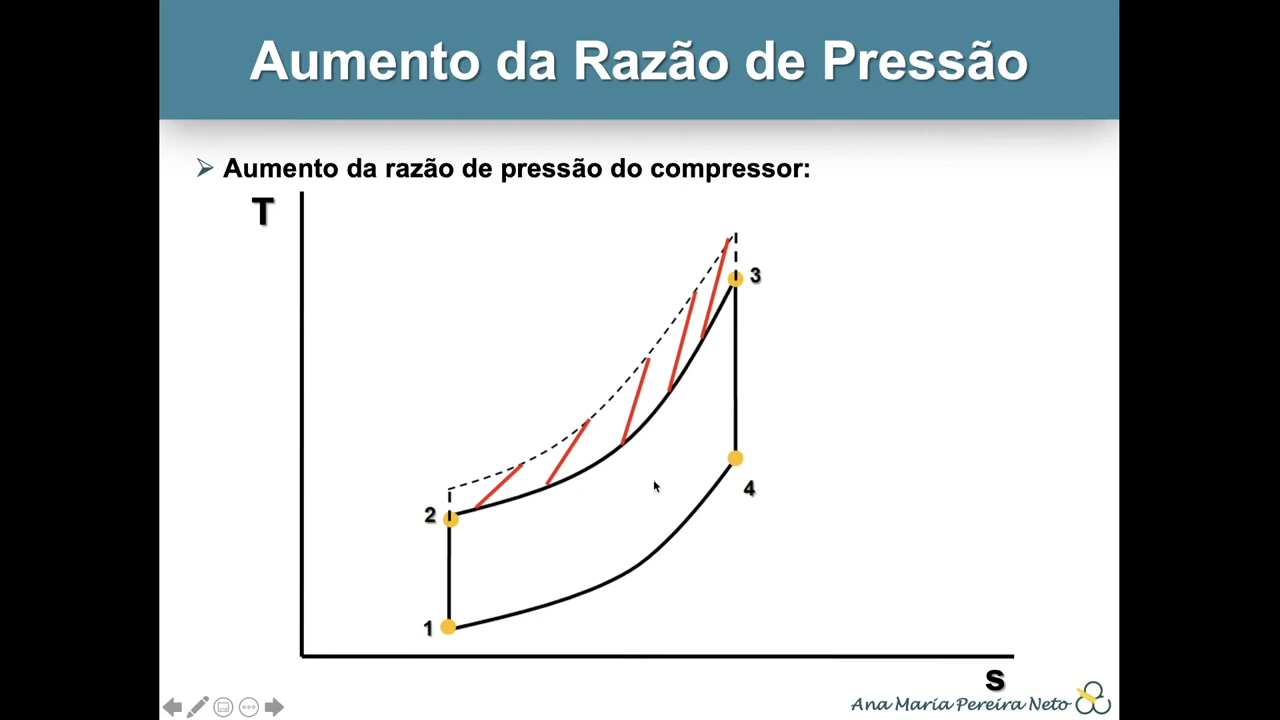 Aumento da Razão de Pressão
Aumento da razão de pressão do compressor:
T
3
2
4
1
s
Ana Maria Pereira Neto